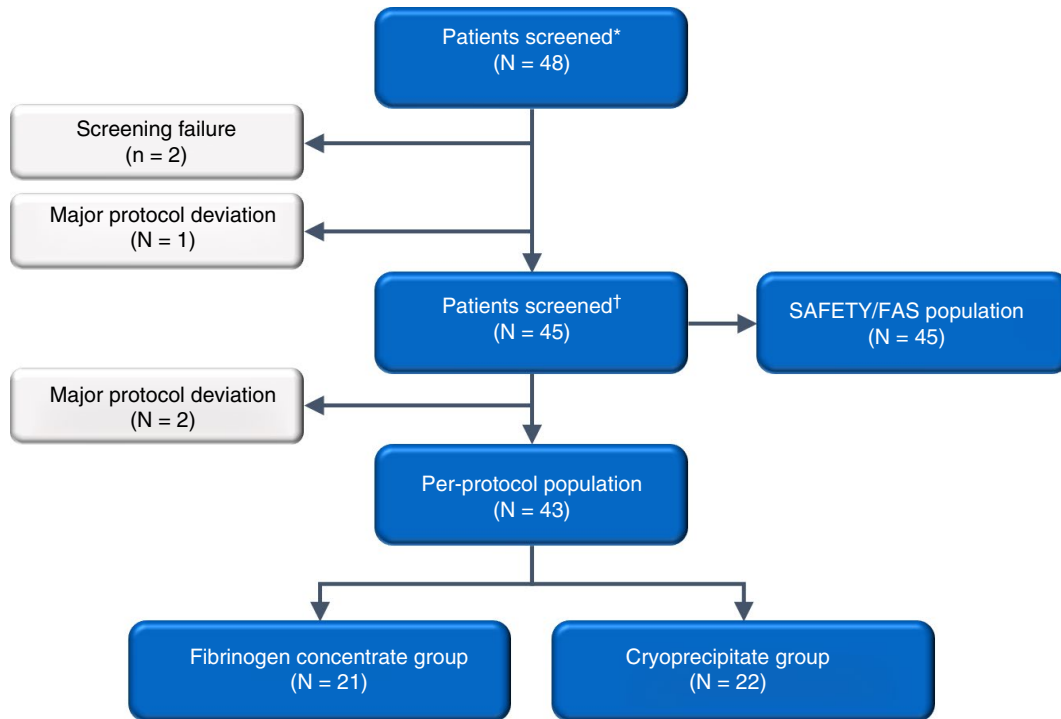 Patients screened*
(N = 48)
Screening failure
(n = 2)
Major protocol deviation
(N = 1)
Patients screened†
(N = 45)
SAFETY/FAS population
(N = 45)
Major protocol deviation
(N = 2)
Per-protocol population
(N = 43)
Fibrinogen concentrate group
(N = 21)
Cryoprecipitate group
(N = 22)